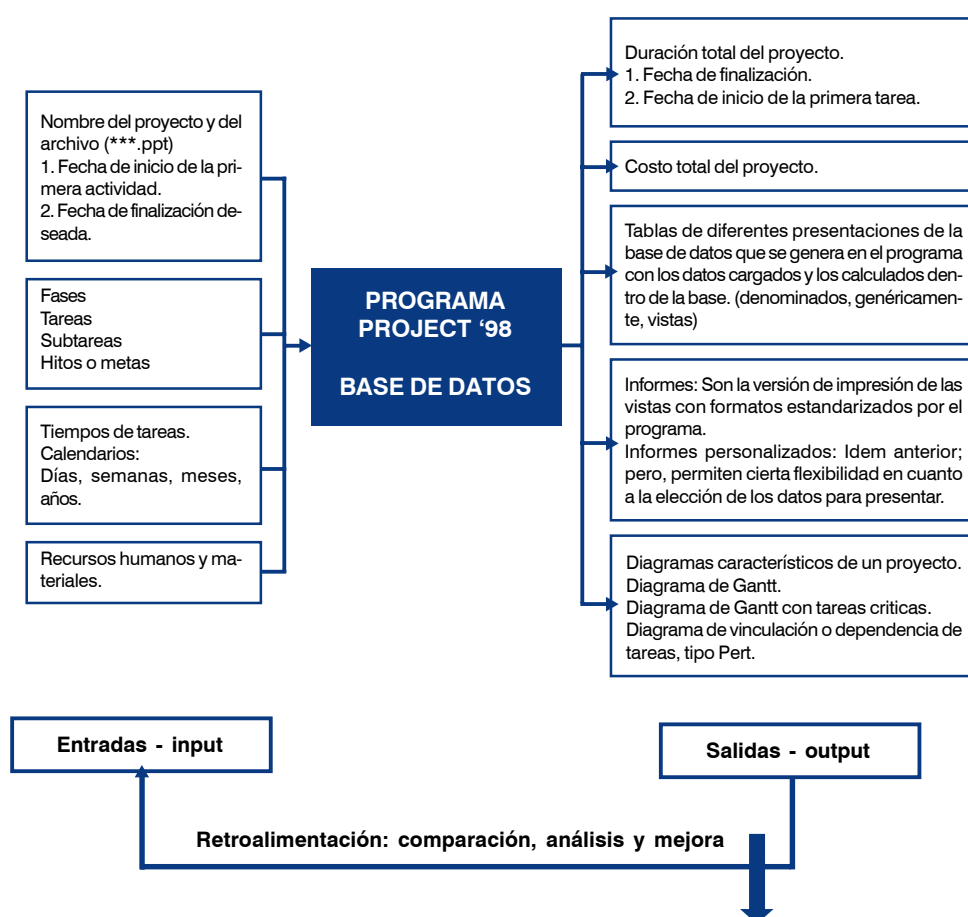 Nombre del proyecto y del
archivo (***.ppt)
1. Fecha de inicio de la pri-
mera actividad.
2. Fecha de finalización de-
seada.
Fases
Tareas
Subtareas
Hitos o metas
Tiempos de tareas.
Calendarios:
Días, semanas, meses,
años.
Recursos humanos y ma-
teriales.
PROGRAMA
PROJECT ‘98
BASE DE DATOS
Duración total del proyecto.
1. Fecha de finalización.
2. Fecha de inicio de la primera tarea.
Costo total del proyecto.
Tablas de diferentes presentaciones de la
base de datos que se genera en el programa
con los datos cargados y los calculados den-
tro de la base. (denominados, genéricamen-
te, vistas)
Informes: Son la versión de impresión de las
vistas con formatos estandarizados por el
programa.
Informes personalizados: Idem anterior;
pero, permiten cierta flexibilidad en cuanto
a la elección de los datos para presentar.
Diagramas característicos de un proyecto.
Diagrama de Gantt.
Diagrama de Gantt con tareas criticas.
Diagrama de vinculación o dependencia de
tareas, tipo Pert.
Entradas - input
Salidas - output
Retroalimentación: comparación, análisis y mejora